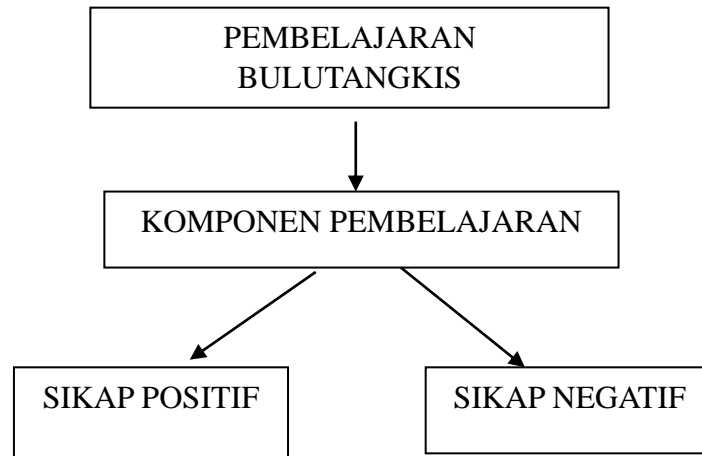 PEMBELAJARAN
BULUTANGKIS
KOMPONEN PEMBELAJARAN
SIKAP POSITIF
SIKAP NEGATIF